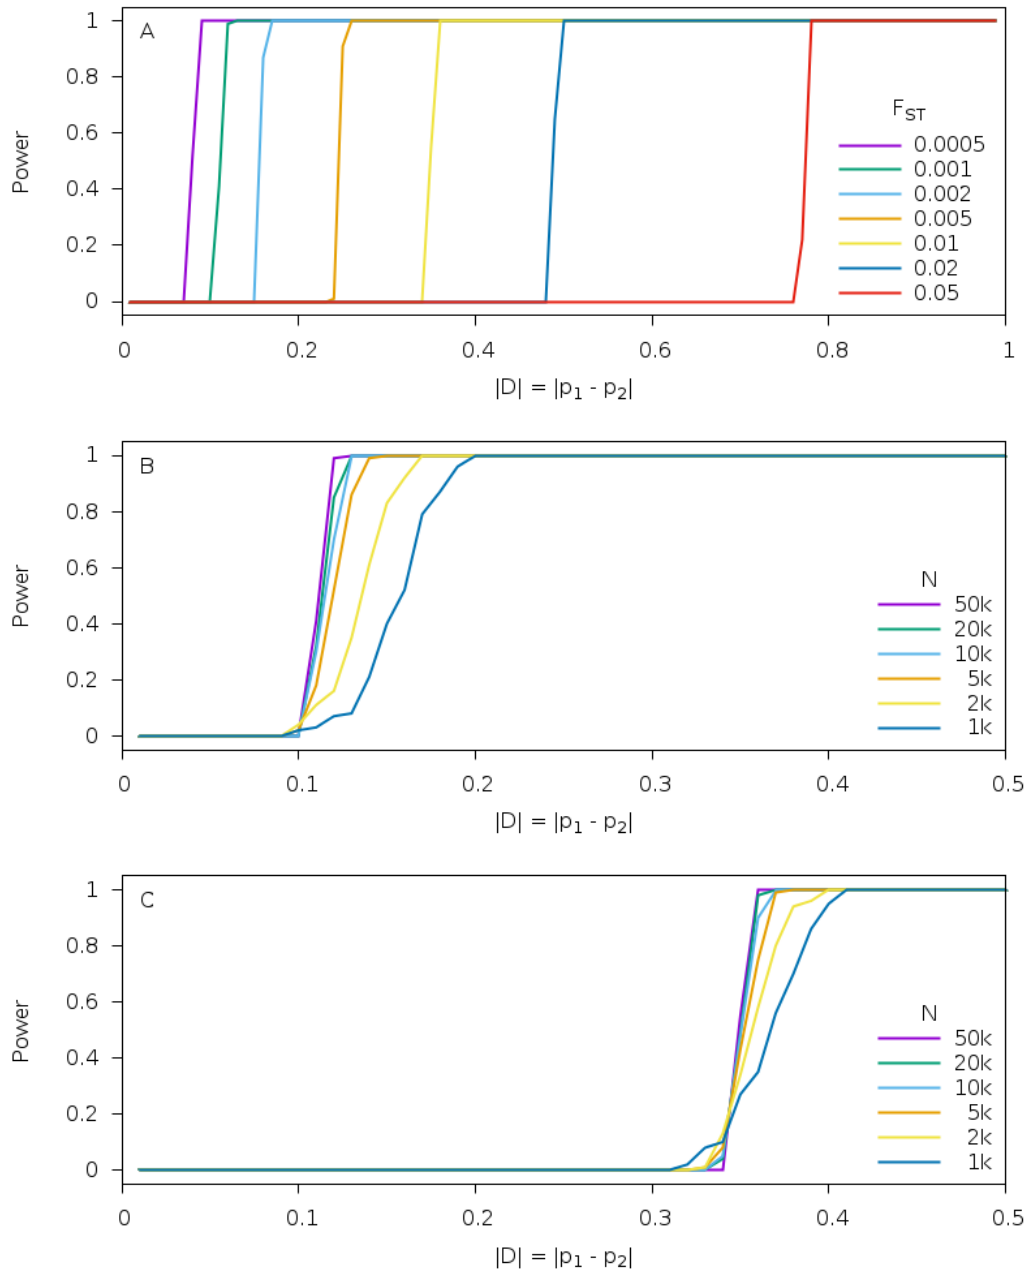 A
Power
1
0.8
0.6
0.4
0.2
0
F_ST
0.0005
0.001
0.002
0.005
0.01
0.02
0.05
0 0.2 0.4 0.6 0.8 1
|D| = |p₁ - p₂|
B
Power
1
0.8
0.6
0.4
0.2
0
N
50k
20k
10k
5k
2k
1k
0 0.1 0.2 0.3 0.4 0.5
|D| = |p₁ - p₂|
C
Power
1
0.8
0.6
0.4
0.2
0
N
50k
20k
10k
5k
2k
1k
0 0.1 0.2 0.3 0.4 0.5
|D| = |p₁ - p₂|